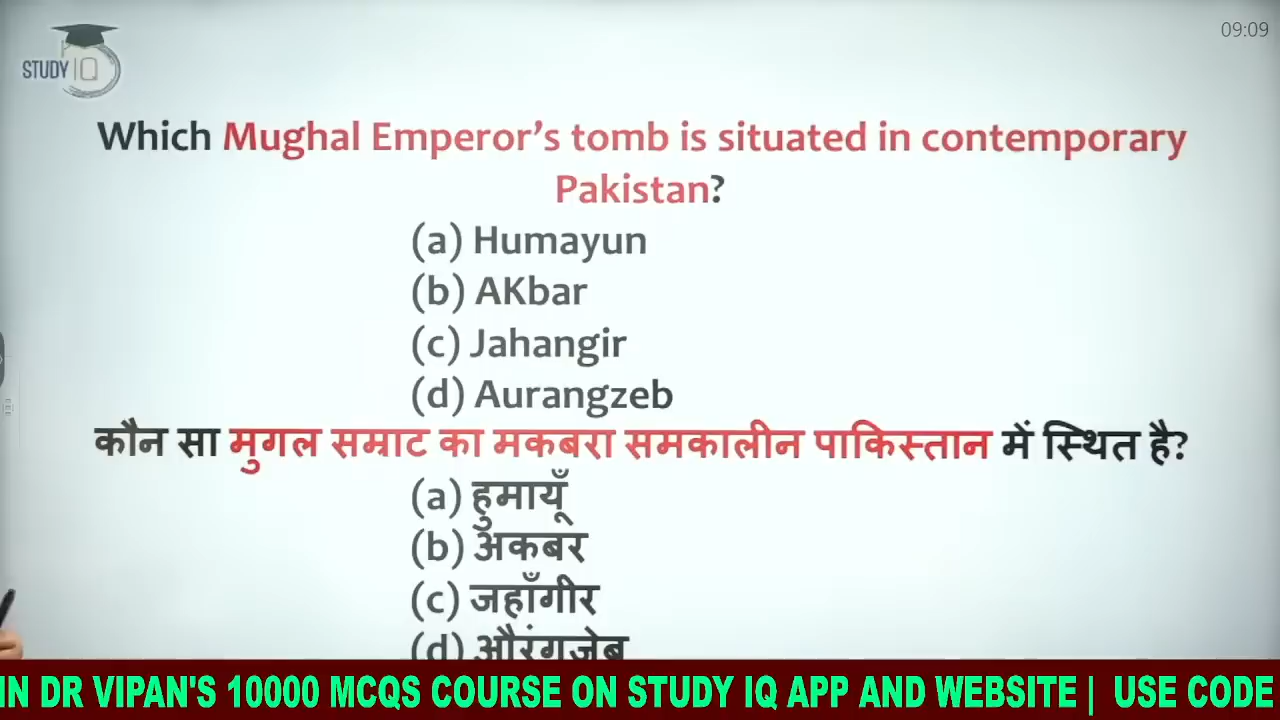 STUDY IQ
09:09
Which Mughal Emperor's tomb is situated in contemporary
Pakistan?
(a) Humayun
(b) AKbar
(c) Jahangir
(d) Aurangzeb
कौन सा मुगल सम्राट का मकबरा समकालीन पाकिस्तान में स्थित है?
(a) हुमायूँ
(b) अकबर
(c) जहाँगीर
(d) औरंगजेब
IN DR VIPAN'S 10000 MCQS COURSE ON STUDY IQ APP AND WEBSITE | USE CODE